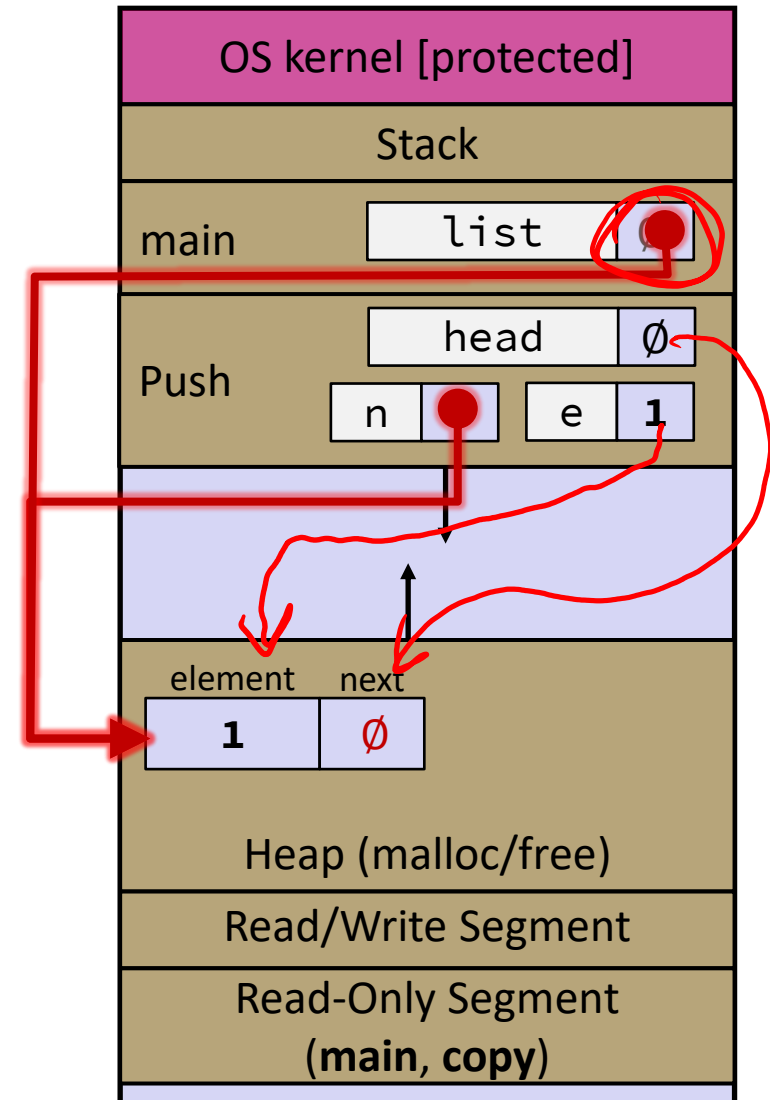 OS kernel [protected]
Stack
main
list
Ø
head
Ø
Push
n
e
1
element
next
1
Ø
Heap (malloc/free)
Read/Write Segment
Read-Only Segment
(main, copy)